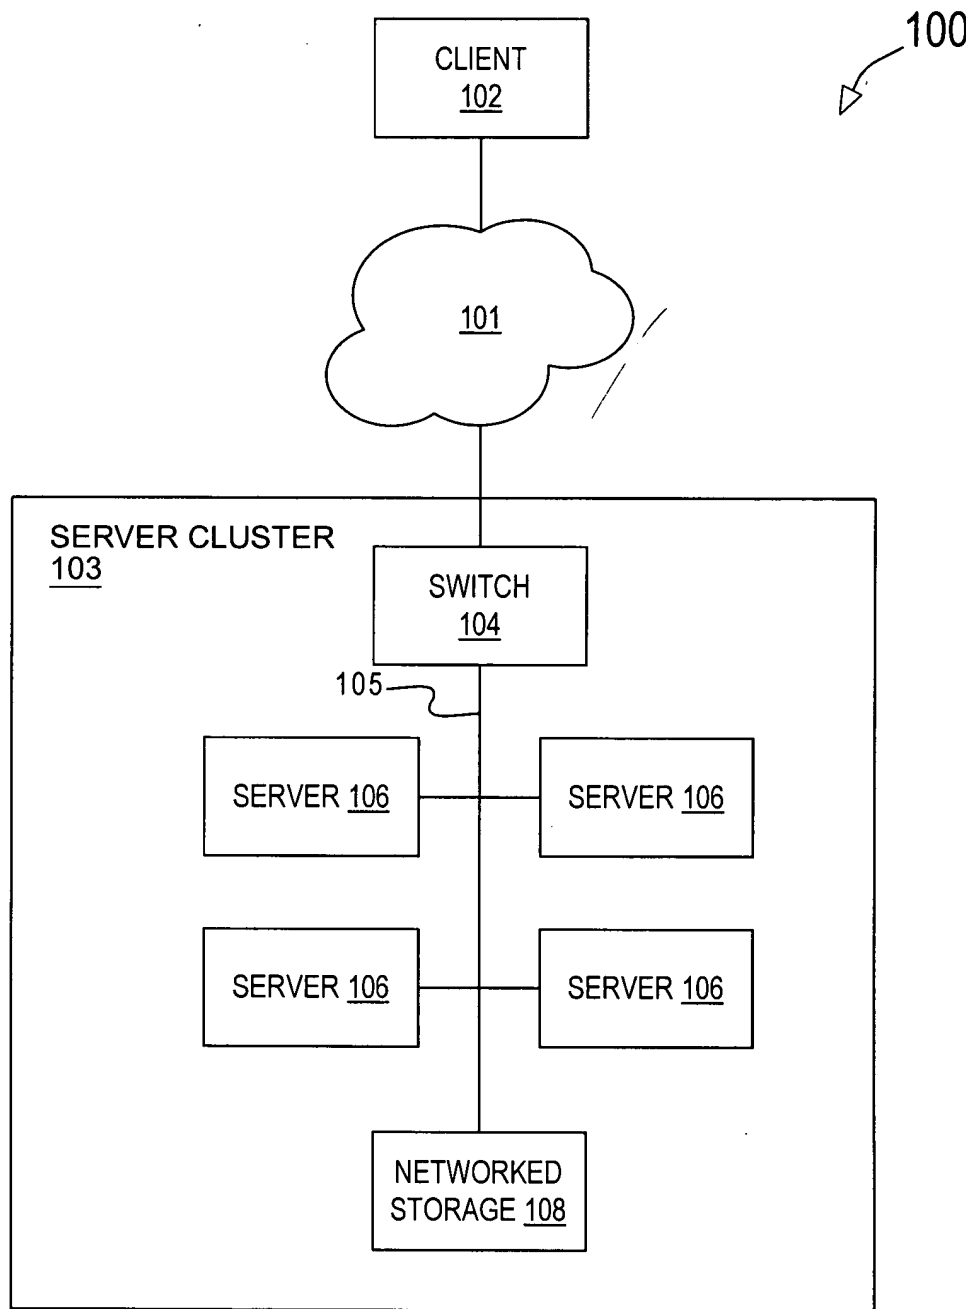 100
CLIENT
102
101
SERVER CLUSTER
103
SWITCH
104
105
SERVER 106
SERVER 106
SERVER 106
SERVER 106
NETWORKED
STORAGE 108